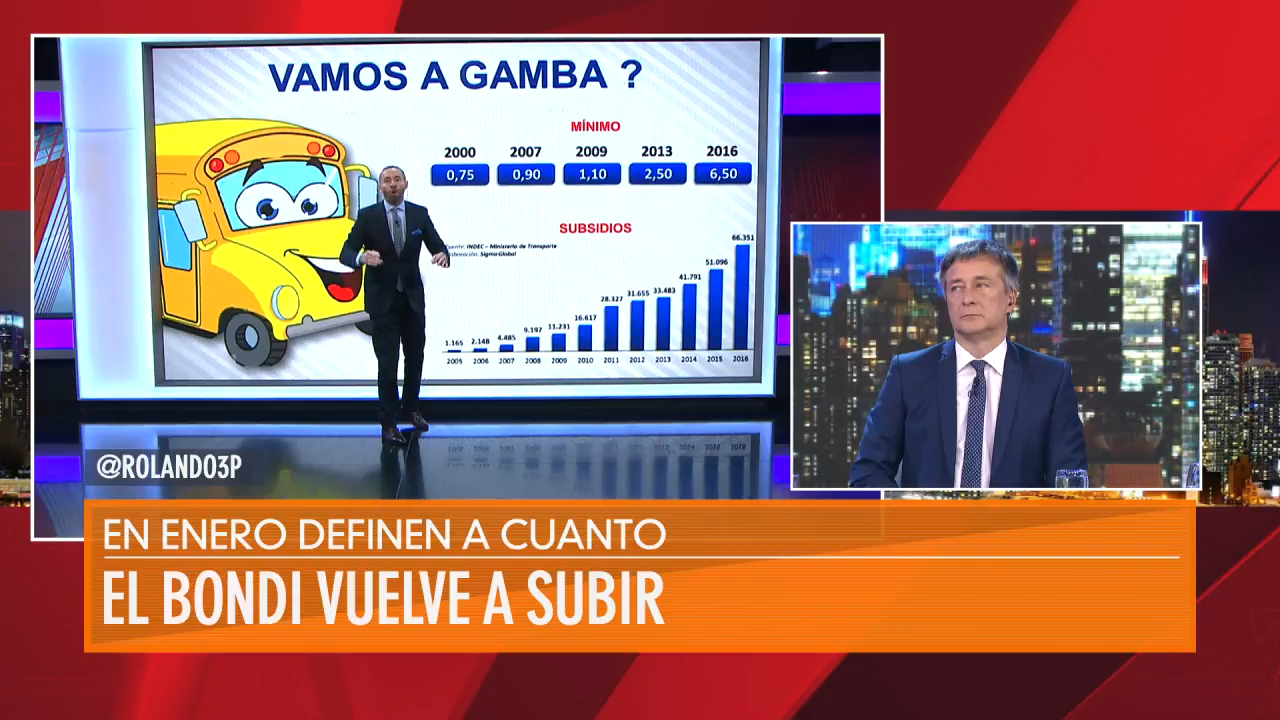 VAMOS A GAMBA ?
MÍNIMO
2000 2007 2009 2013 2016
0,75 0,90 1,10 2,50 6,50
SUBSIDIOS
INDEC – Ministerio de Transporte
Sigma Global
1.165 2.148 4.485 9.197 11.231 16.617 28.327 31.655 33.483 41.791 51.096 66.351
2005 2006 2007 2008 2009 2010 2011 2012 2013 2014 2015 2016
@ROLANDO3P
EN ENERO DEFINEN A CUANTO
EL BONDI VUELVE A SUBIR